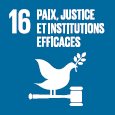 16 PAIX, JUSTICE
ET INSTITUTIONS
EFFICACES